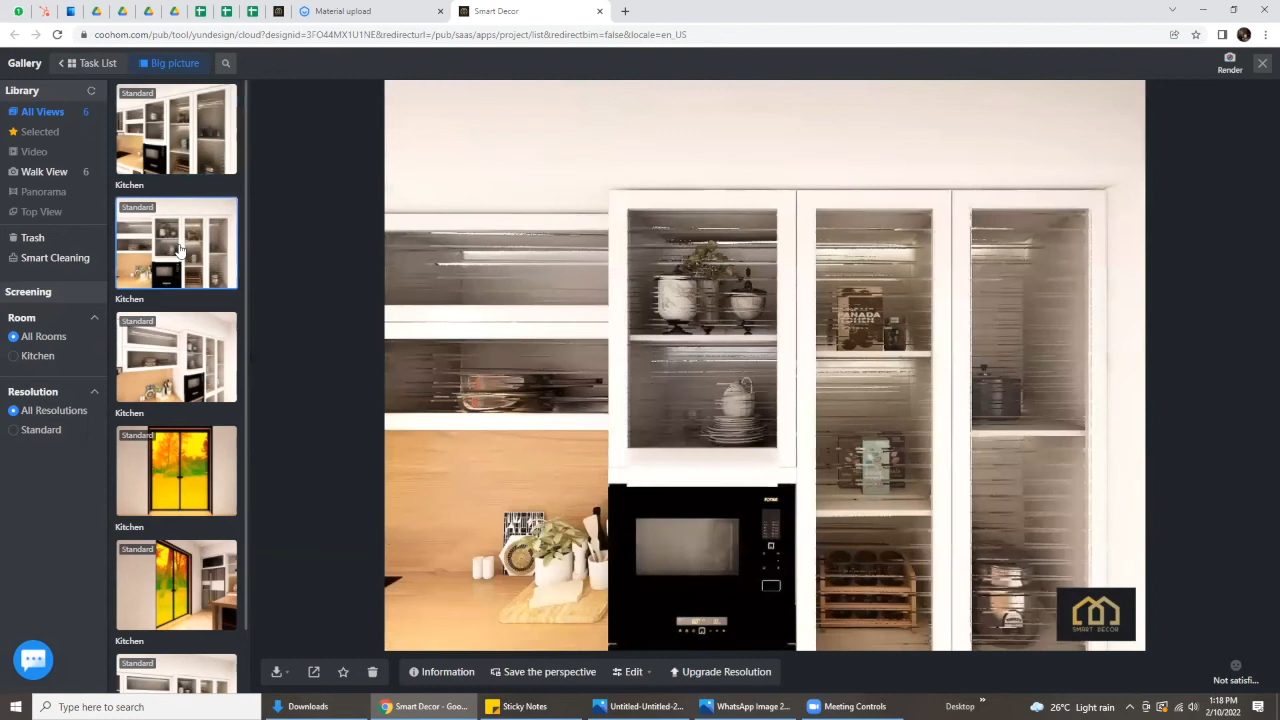 Material upload
Smart Decor
coohom.com/pub/tool/yundesign/cloud?designid=3FO44MX1U1NE&redirecturl=/pub/saas/apps/project/list&redirectbim=false&locale=en_US
Gallery
Task List
Big picture
Render
Library
All Views 6
Selected
Video
Walk View 6
Panorama
Top View
Trash
Smart Cleaning
Screening
Room
All Rooms
Kitchen
Resolution
All Resolutions
Standard
Standard
Kitchen
Standard
Kitchen
Standard
Kitchen
Standard
Kitchen
Standard
Kitchen
Standard
SMART DECOR
Information
Save the perspective
Edit
Upgrade Resolution
Not satisfi...
Type here to search
Downloads
Smart Decor - Goo...
Sticky Notes
Untitled-Untitled-2...
WhatsApp Image 2...
Meeting Controls
Desktop
26°C Light rain
1:18 PM
2/10/2022